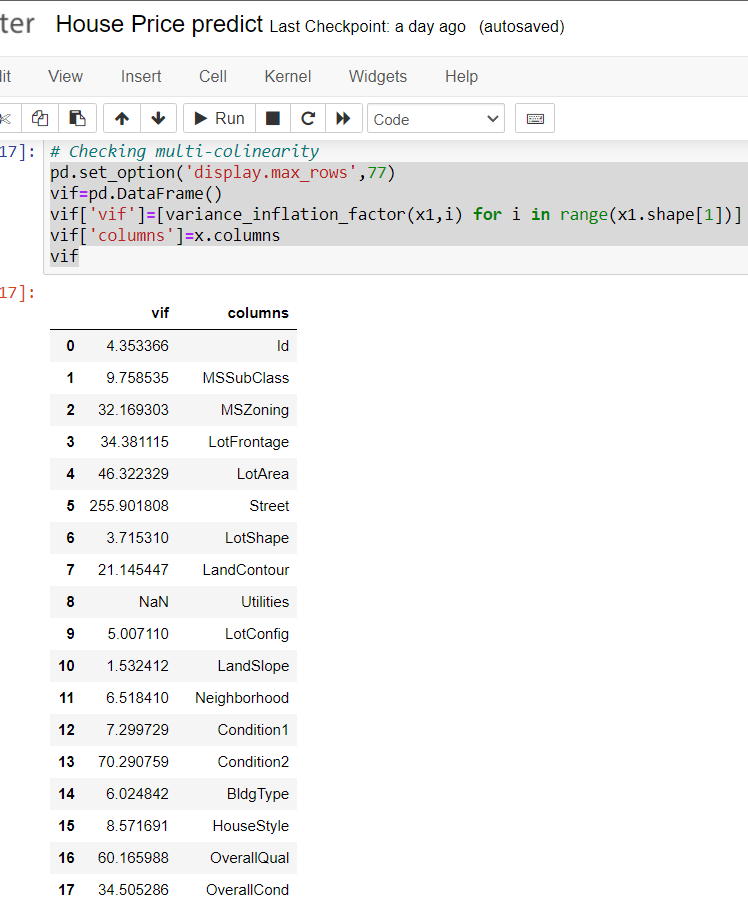 ter House Price predict Last Checkpoint: a day ago (autosaved)
lit View Insert Cell Kernel Widgets Help
Run Code
17]: # Checking multi-colinearity
pd.set_option('display.max_rows',77)
vif=pd.DataFrame()
vif['vif']=[variance_inflation_factor(x1,i) for i in range(x1.shape[1])]
vif['columns']=x.columns
vif
17]:
vif columns
0 4.353366 Id
1 9.758535 MSSubClass
2 32.169303 MSZoning
3 34.381115 LotFrontage
4 46.322329 LotArea
5 255.901808 Street
6 3.715310 LotShape
7 21.145447 LandContour
8 NaN Utilities
9 5.007110 LotConfig
10 1.532412 LandSlope
11 6.518410 Neighborhood
12 7.299729 Condition1
13 70.290759 Condition2
14 6.024842 BldgType
15 8.571691 HouseStyle
16 60.165988 OverallQual
17 34.505286 OverallCond